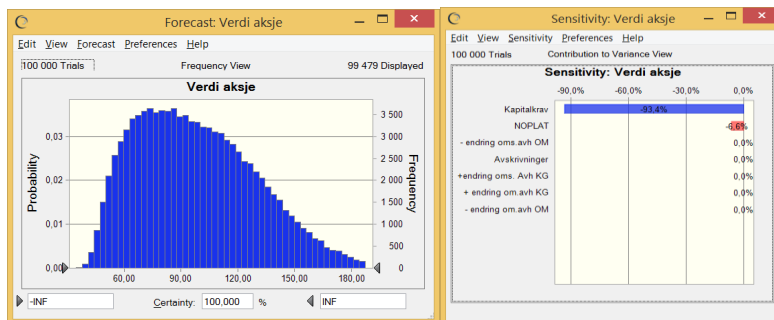 Forecast: Verdi aksje
Edit View Forecast Preferences Help
100 000 Trials Frequency View 99 479 Displayed
Verdi aksje
Probability
0,03
0,02
0,01
0,00
3 500
3 000
2 500
2 000
1 500
1 000
500
0
Frequency
60,00 90,00 120,00 150,00 180,00
-INF Certainty: 100,000 % INF
Sensitivity: Verdi aksje
Edit View Sensitivity Preferences Help
100 000 Trials Contribution to Variance View
Sensitivity: Verdi aksje
-90,0% -60,0% -30,0% 0,0%
Kapitalkrav -93,4%
NOPLAT -6,6%
- endring oms.avh OM 0,0%
Avskrivninger 0,0%
+endring oms. Avh KG 0,0%
+ endring om.avh KG 0,0%
- endring om.avh OM 0,0%